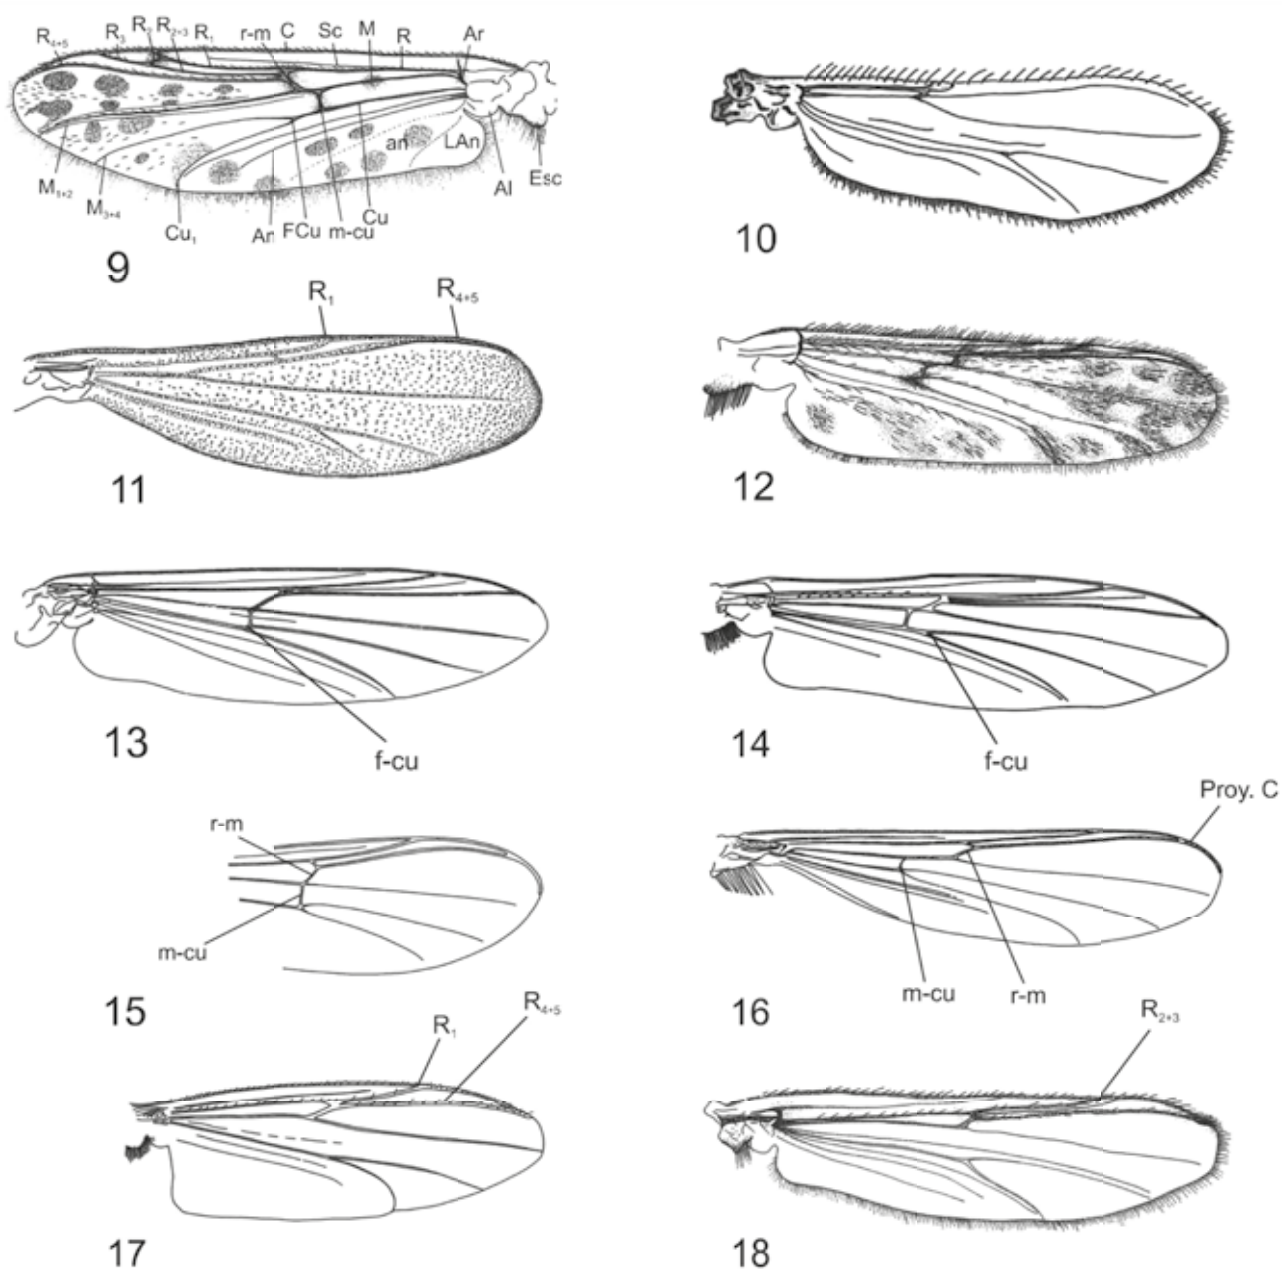 R₄₊₅ R₃ R₂ R₂₊₃ R₁ r-m C Sc M R Ar
an LAn
M₁₊₂ M₃₊₄ Cu₁ An FCu m-cu Cu Al Esc
9
10
R₁ R₄₊₅
11
12
f-cu
13
f-cu
14
r-m
m-cu
15
Proy. C
m-cu r-m
16
R₁ R₄₊₅
17
R₂₊₃
18